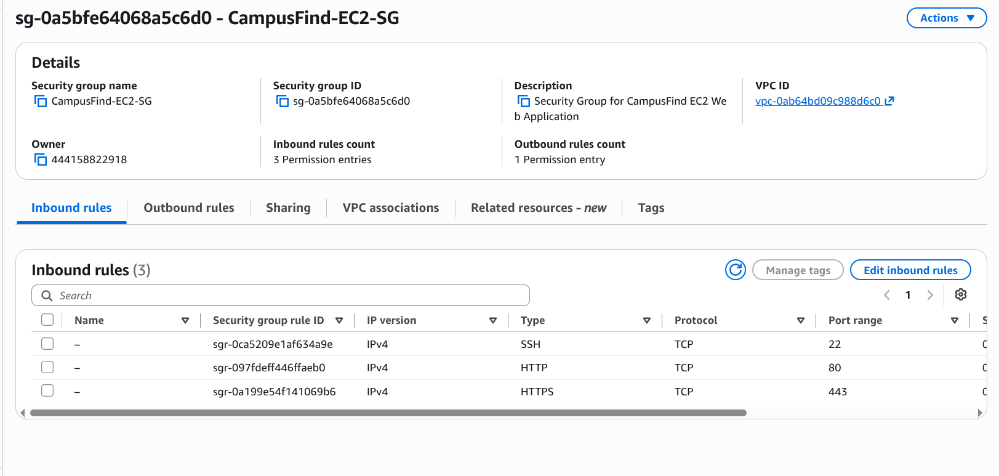 sg-0a5bfe64068a5c6d0 - CampusFind-EC2-SG
Actions
Details
Security group name
CampusFind-EC2-SG
Security group ID
sg-0a5bfe64068a5c6d0
Description
Security Group for CampusFind EC2 We
b Application
VPC ID
vpc-0ab64bd09c988d6c0
Owner
444158822918
Inbound rules count
3 Permission entries
Outbound rules count
1 Permission entry
Inbound rules Outbound rules Sharing VPC associations Related resources - new Tags
Inbound rules (3)
Manage tags
Edit inbound rules
Search
1
Name Security group rule ID IP version Type Protocol Port range
– sgr-0ca5209e1af634a9e IPv4 SSH TCP 22
– sgr-097fdeff446ffaeb0 IPv4 HTTP TCP 80
– sgr-0a199e54f141069b6 IPv4 HTTPS TCP 443